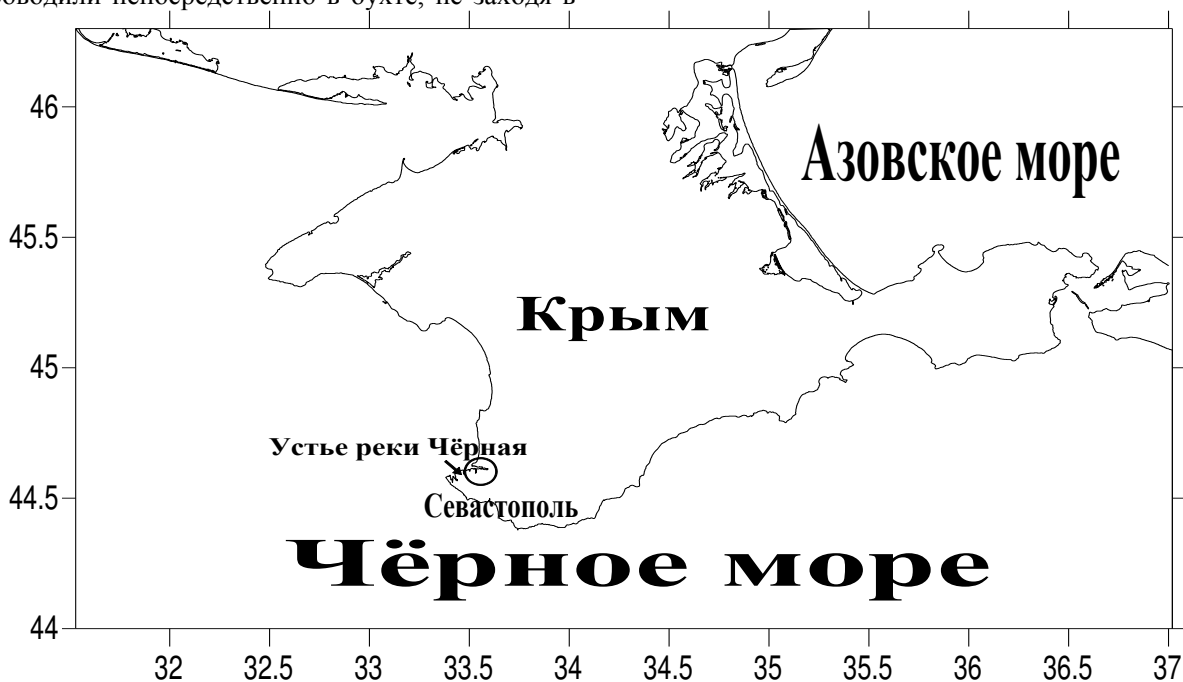 оводили непосредственно в бухте, не заходя в
46
Азовское море
45.5
Крым
45
Устье реки Чёрная
44.5
Севастополь
Чёрное море
44
32 32.5 33 33.5 34 34.5 35 35.5 36 36.5 37